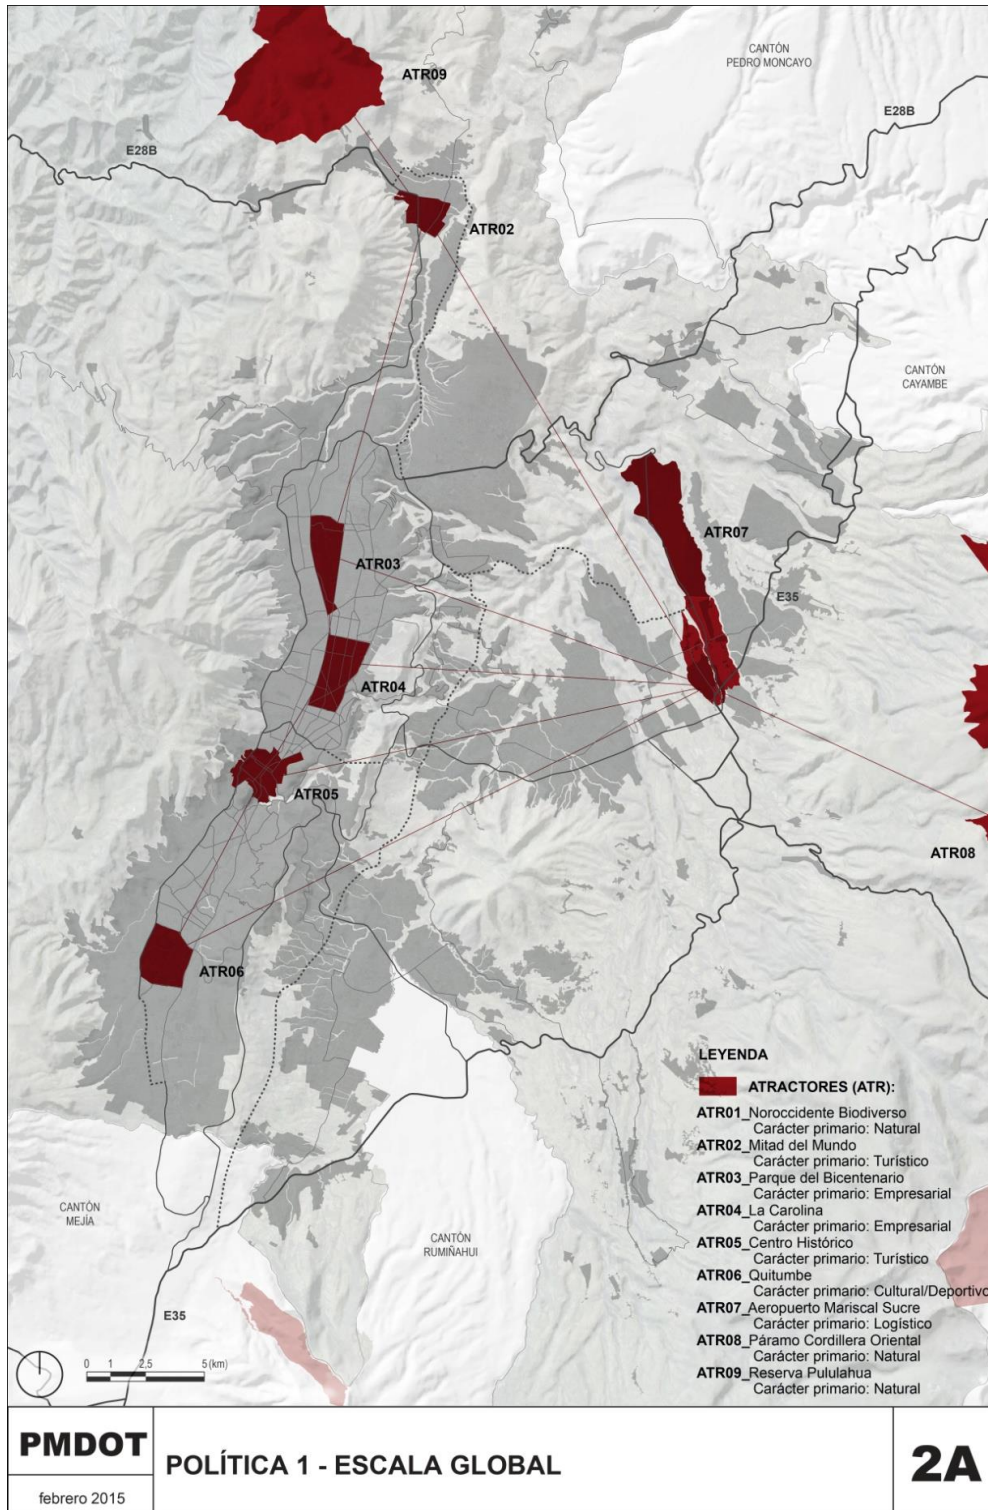 CANTÓN
PEDRO MONCAYO
ATR09
E28B
E28B
ATR02
CANTÓN
CAYAMBE
ATR07
ATR03
E35
ATR04
ATR05
ATR08
ATR06
LEYENDA
ATRACTORES (ATR):
ATR01_Noroccidente Biodiverso
Carácter primario: Natural
ATR02_Mitad del Mundo
Carácter primario: Turístico
ATR03_Parque del Bicentenario
Carácter primario: Empresarial
ATR04_La Carolina
Carácter primario: Empresarial
ATR05_Centro Histórico
Carácter primario: Turístico
ATR06_Quitumbe
Carácter primario: Cultural/Deportivo
ATR07_Aeropuerto Mariscal Sucre
Carácter primario: Logístico
ATR08_Páramo Cordillera Oriental
Carácter primario: Natural
ATR09_Reserva Pululahua
Carácter primario: Natural
CANTÓN
MEJÍA
CANTÓN
RUMIÑAHUI
E35
0 1 2,5 5 (km)
PMDOT
febrero 2015
POLÍTICA 1 - ESCALA GLOBAL
2A